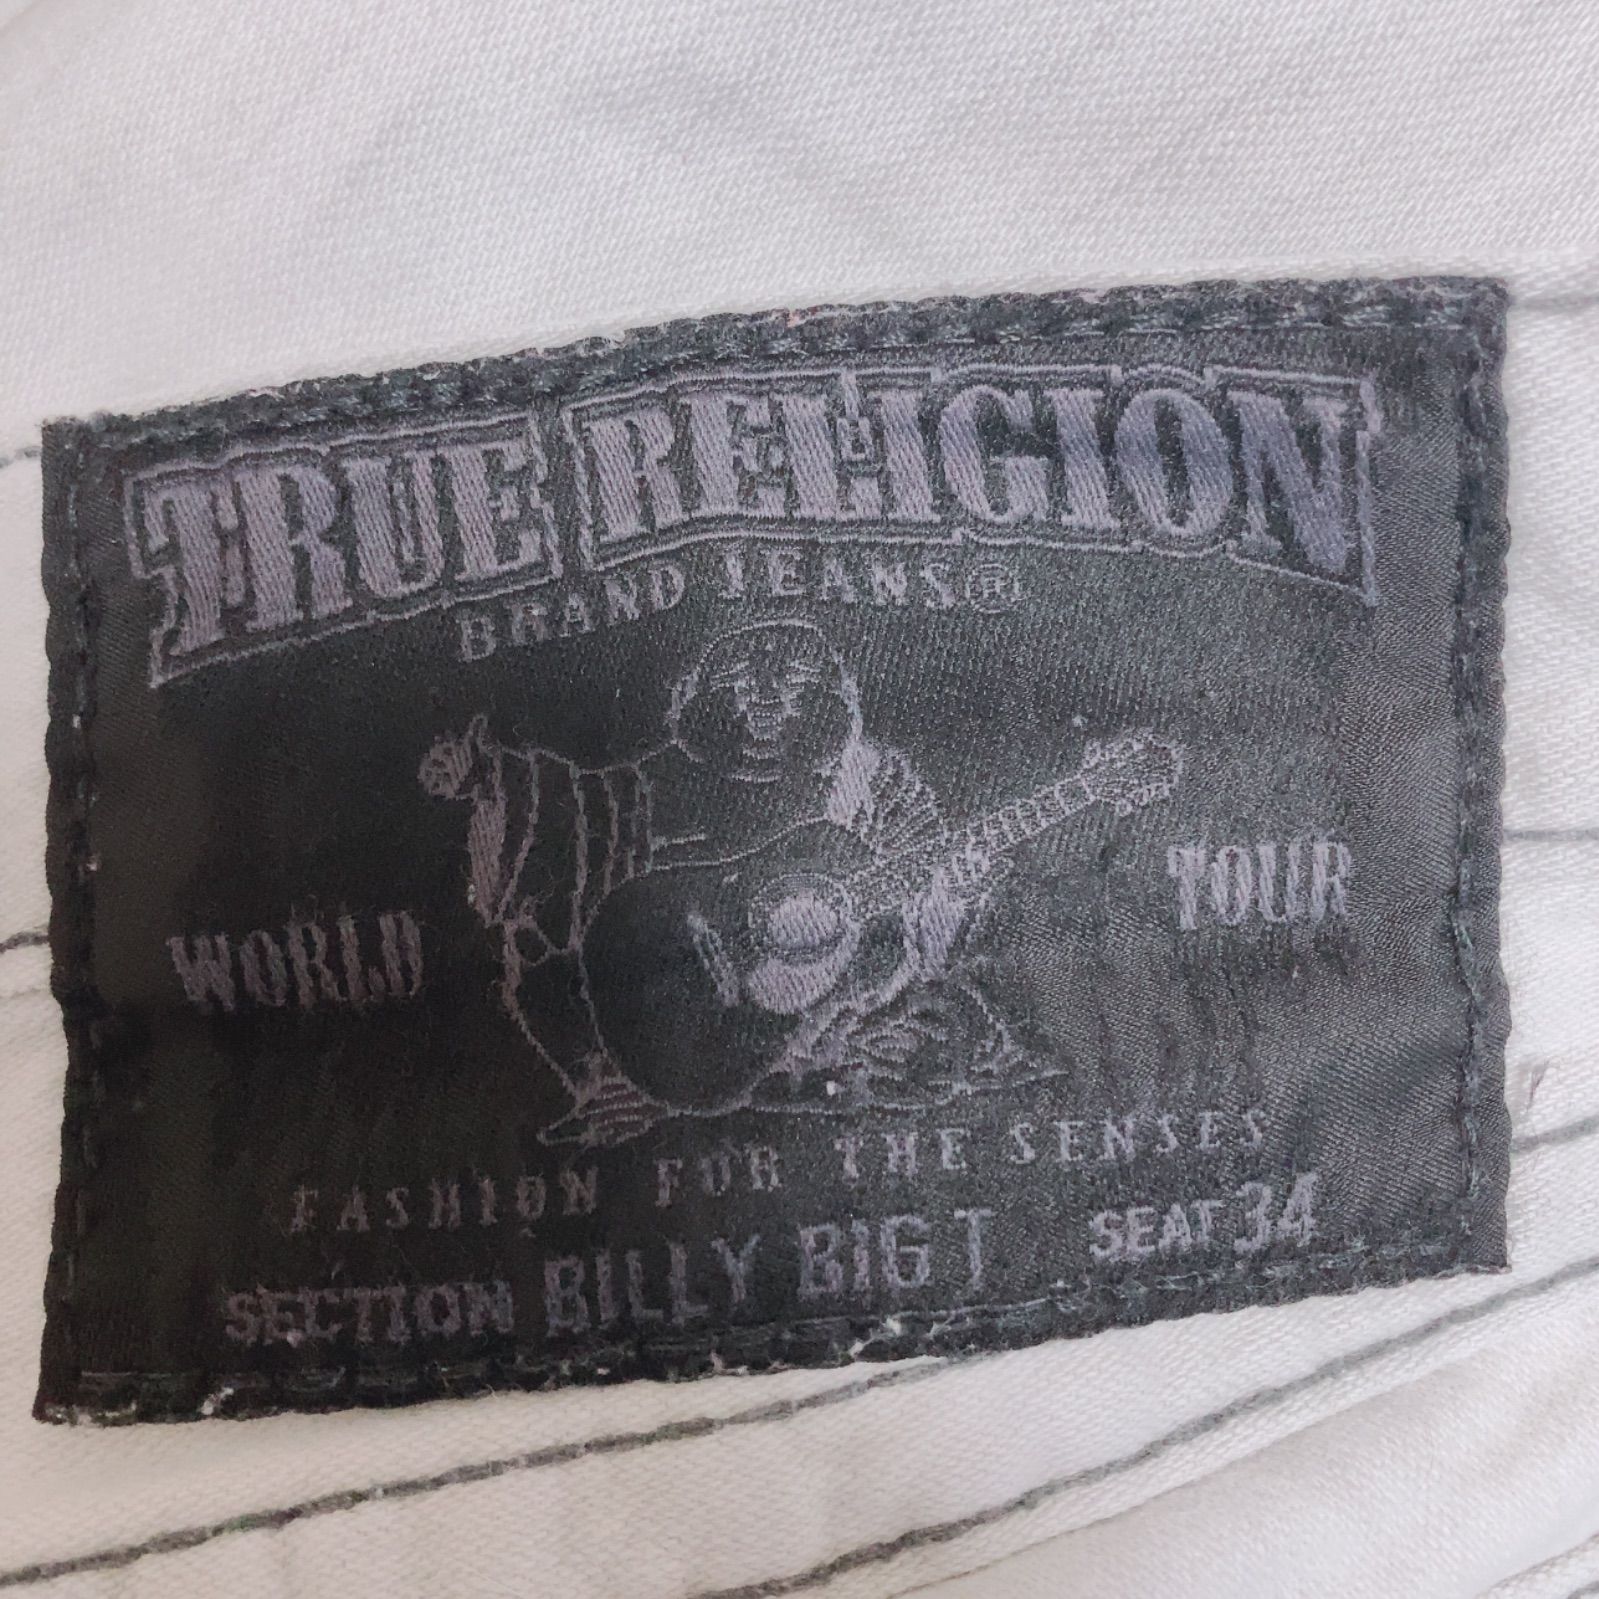 TRUE RELIGION
BRAND JEANS®
WORLD TOUR
FASHION FOR THE SENSES
SECTION BILLY BIG T SEAT 34